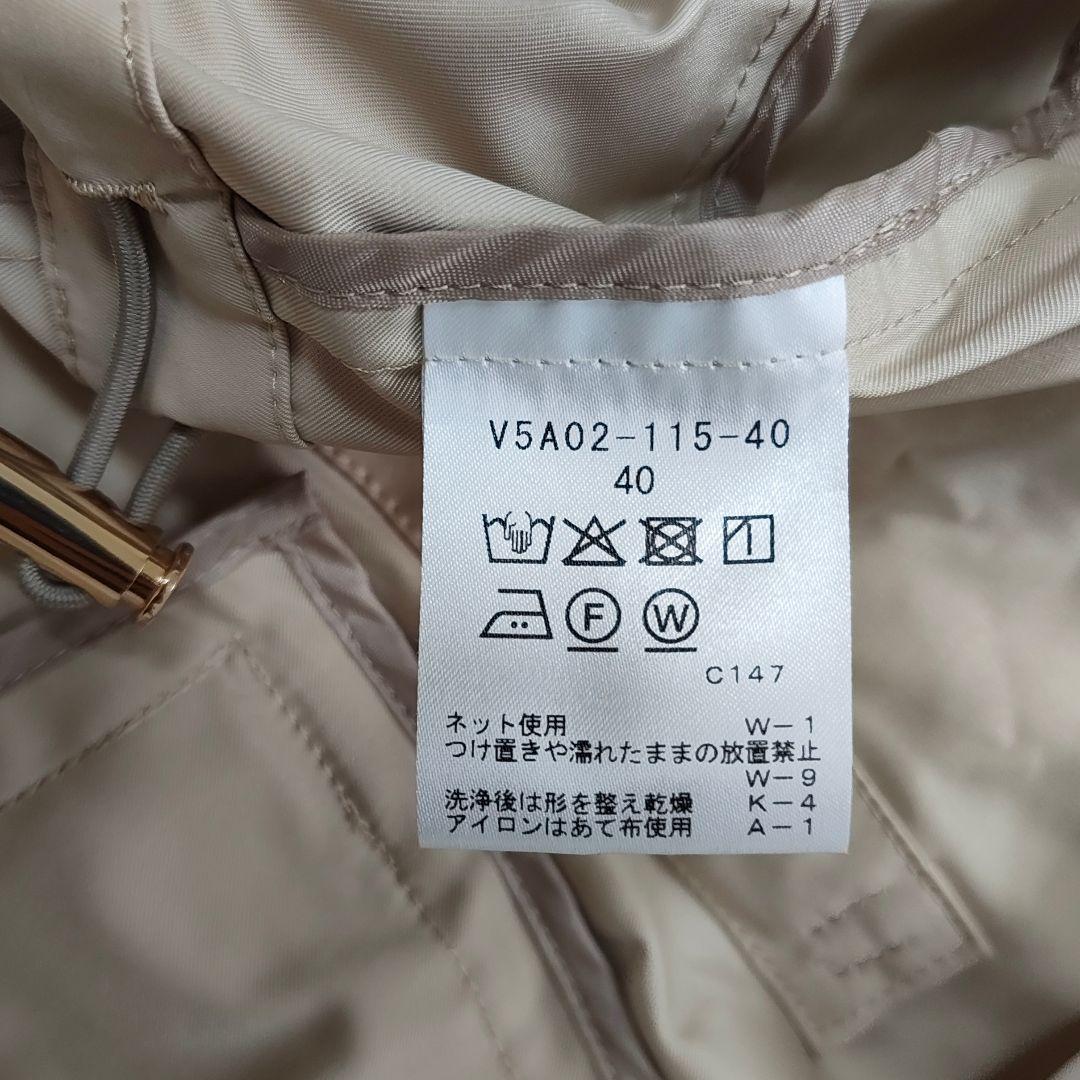 V5A02-115-40
40
F W
C147
ネット使用 W-1
つけ置きや濡れたままの放置禁止
W-9
洗浄後は形を整え乾燥 K-4
アイロンはあて布使用 A-1